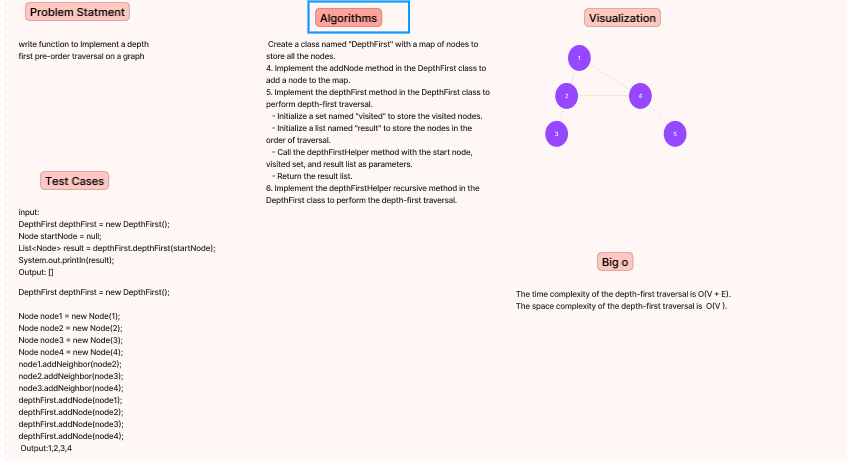 Problem Statment
write function to Implement a depth
first pre-order traversal on a graph
Test Cases
input:
DepthFirst depthFirst = new DepthFirst();
Node startNode = null;
List<Node> result = depthFirst.depthFirst(startNode);
System.out.println(result);
Output: []
DepthFirst depthFirst = new DepthFirst();
Node node1 = new Node(1);
Node node2 = new Node(2);
Node node3 = new Node(3);
Node node4 = new Node(4);
node1.addNeighbor(node2);
node2.addNeighbor(node3);
node3.addNeighbor(node4);
depthFirst.addNode(node1);
depthFirst.addNode(node2);
depthFirst.addNode(node3);
depthFirst.addNode(node4);
Output:1,2,3,4
Algorithms
Create a class named "DepthFirst" with a map of nodes to
store all the nodes.
4. Implement the addNode method in the DepthFirst class to
add a node to the map.
5. Implement the depthFirst method in the DepthFirst class to
perform depth-first traversal.
- Initialize a set named "visited" to store the visited nodes.
- Initialize a list named "result" to store the nodes in the
order of traversal.
- Call the depthFirstHelper method with the start node,
visited set, and result list as parameters.
- Return the result list.
6. Implement the depthFirstHelper recursive method in the
DepthFirst class to perform the depth-first traversal.
Visualization
1
2
4
3
5
Big o
The time complexity of the depth-first traversal is O(V + E).
The space complexity of the depth-first traversal is O(V ).